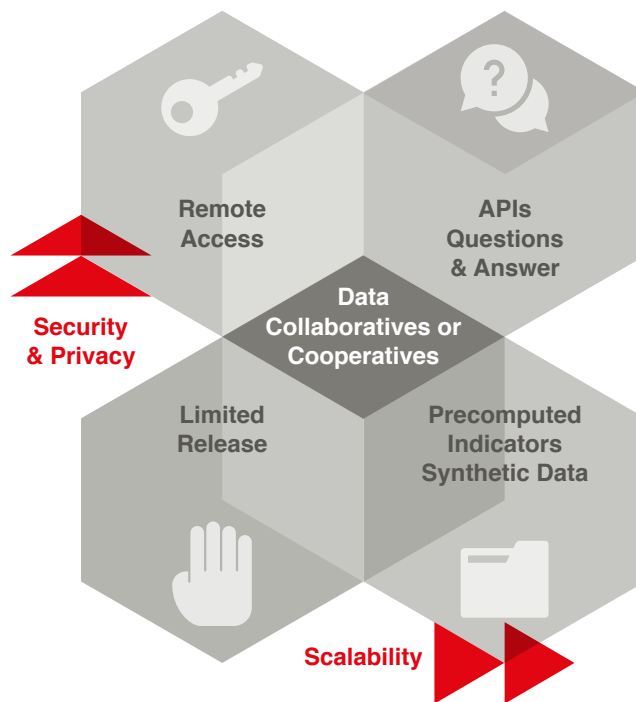 ?
Remote
Access
APIs
Questions
& Answer
Data
Collaboratives or
Cooperatives
Security
& Privacy
Limited
Release
Precomputed
Indicators
Synthetic Data
Scalability